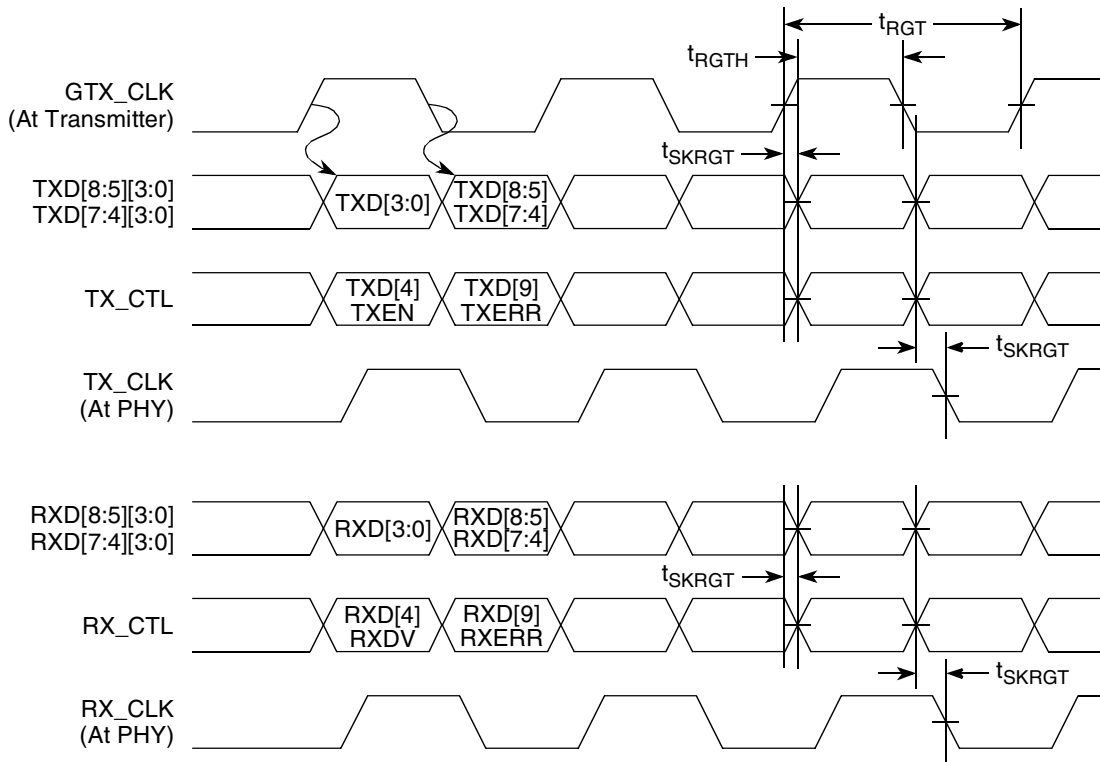 tRGT
tRGTH
GTX_CLK
(At Transmitter)
tSKRGT
TXD[8:5][3:0]
TXD[7:4][3:0]
TXD[3:0]
TXD[8:5]
TXD[7:4]
TX_CTL
TXD[4]
TXEN
TXD[9]
TXERR
tSKRGT
TX_CLK
(At PHY)
RXD[8:5][3:0]
RXD[7:4][3:0]
RXD[3:0]
RXD[8:5]
RXD[7:4]
tSKRGT
RX_CTL
RXD[4]
RXDV
RXD[9]
RXERR
tSKRGT
RX_CLK
(At PHY)